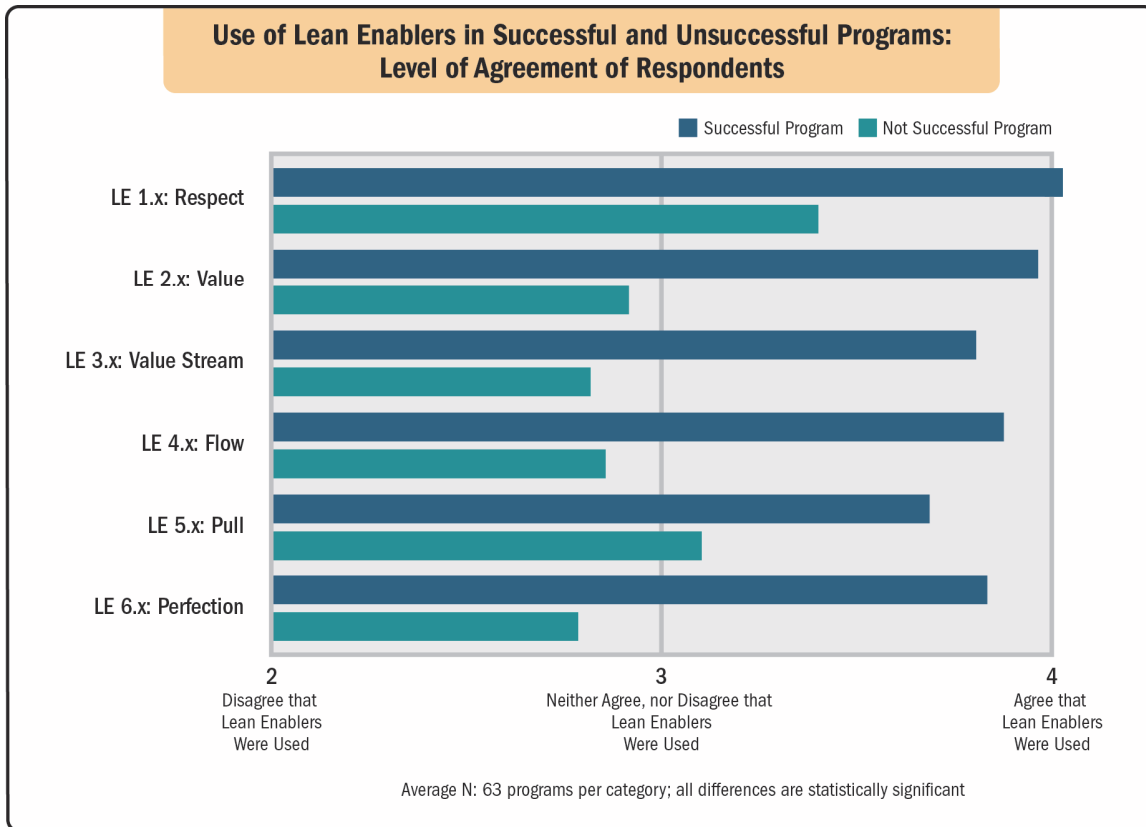 Use of Lean Enablers in Successful and Unsuccessful Programs:
Level of Agreement of Respondents
Successful Program
Not Successful Program
LE 1.x: Respect
LE 2.x: Value
LE 3.x: Value Stream
LE 4.x: Flow
LE 5.x: Pull
LE 6.x: Perfection
2
Disagree that
Lean Enablers
Were Used
3
Neither Agree, nor Disagree that
Lean Enablers
Were Used
4
Agree that
Lean Enablers
Were Used
Average N: 63 programs per category; all differences are statistically significant